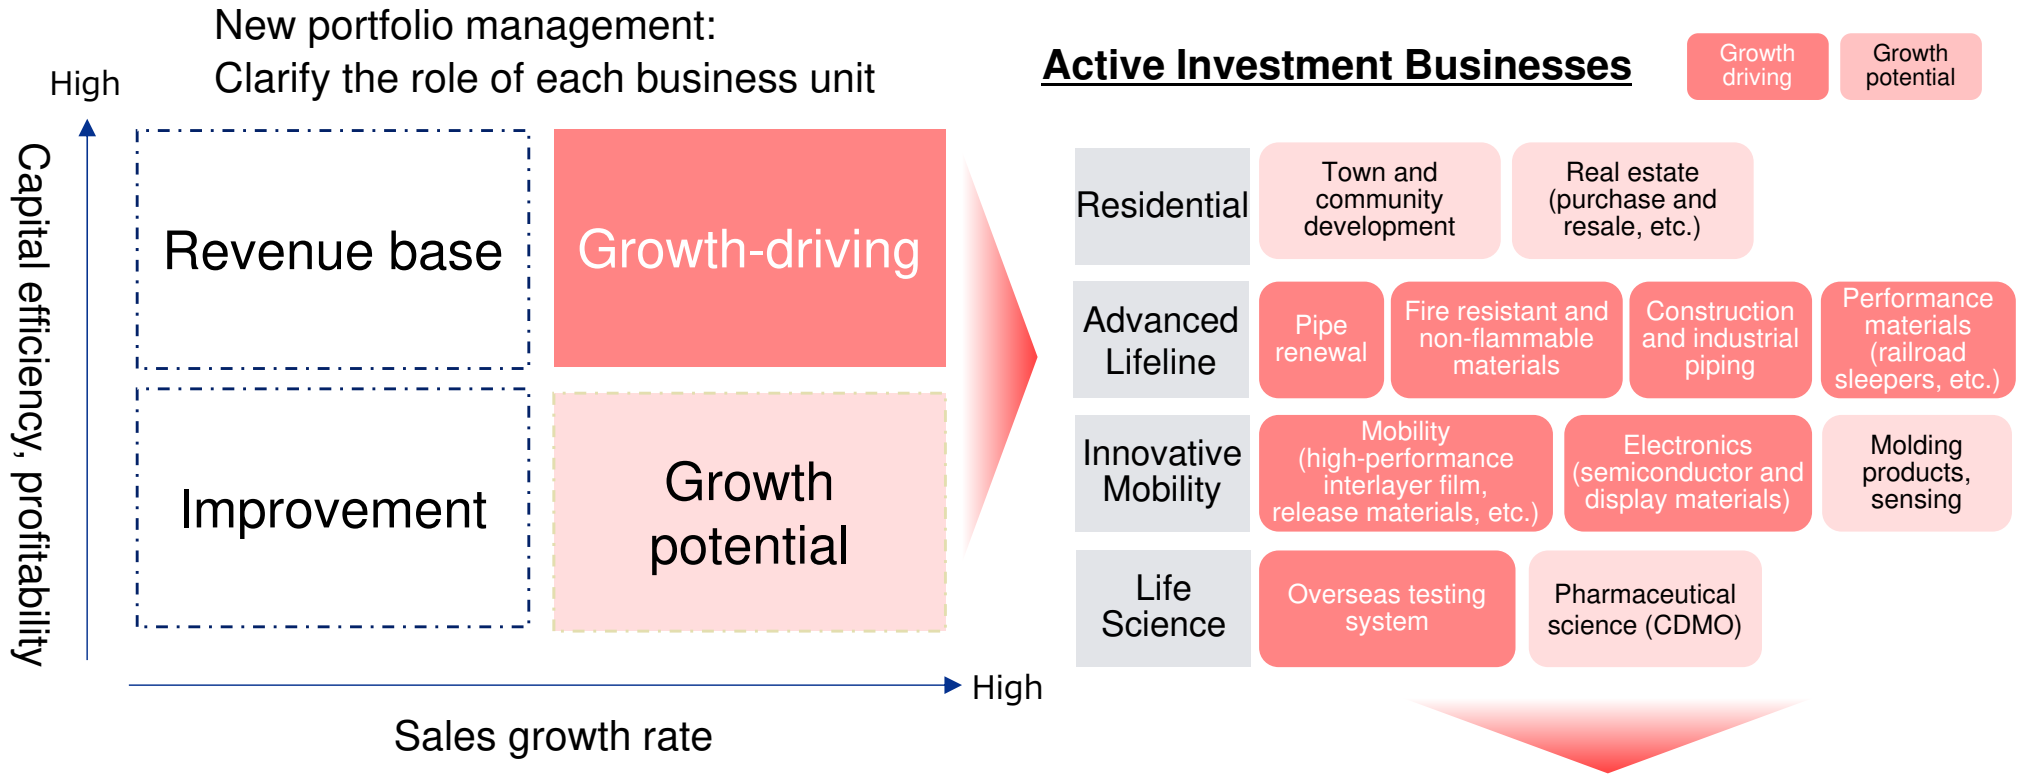 New portfolio management:
Clarify the role of each business unit
High
Capital efficiency, profitability
Revenue base
Growth-driving
Improvement
Growth
potential
High
Sales growth rate
Active Investment Businesses
Growth
driving
Growth
potential
Residential
Town and
community
development
Real estate
(purchase and
resale, etc.)
Advanced
Lifeline
Pipe
renewal
Fire resistant and
non-flammable
materials
Construction
and industrial
piping
Performance
materials
(railroad
sleepers, etc.)
Innovative
Mobility
Mobility
(high-performance
interlayer film,
release materials, etc.)
Electronics
(semiconductor and
display materials)
Molding
products,
sensing
Life
Science
Overseas testing
system
Pharmaceutical
science (CDMO)